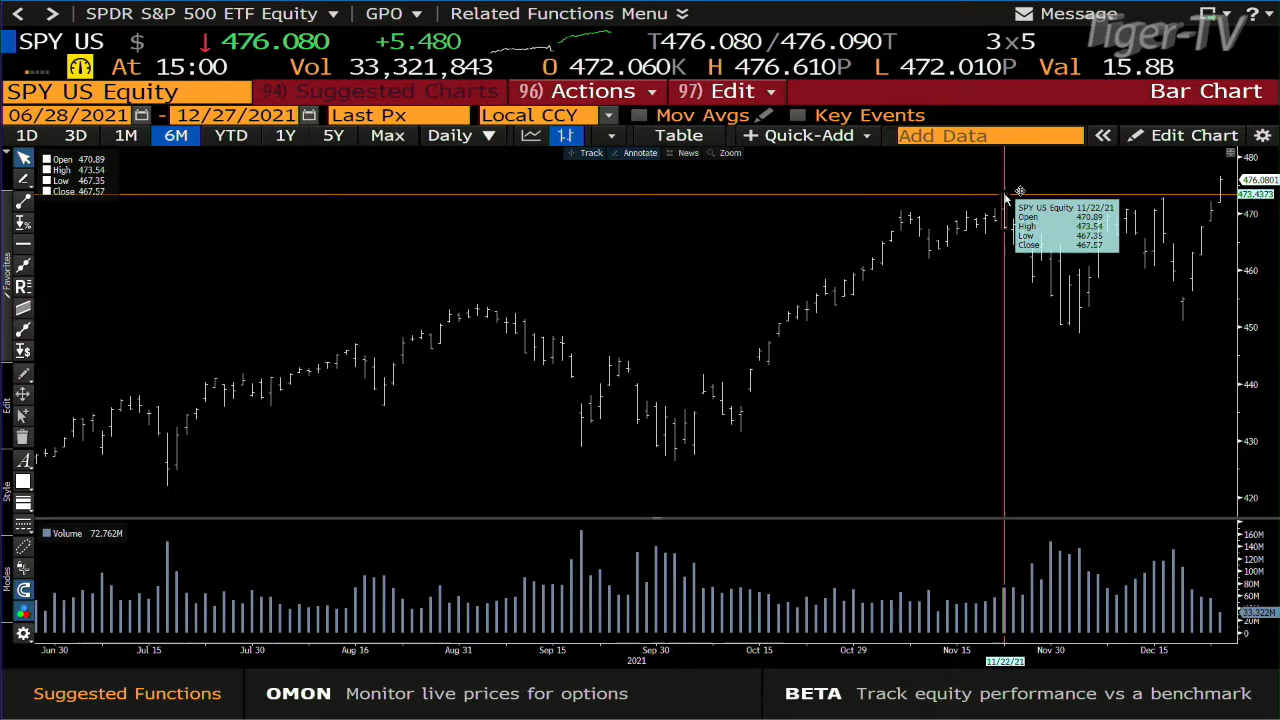 SPDR S&P 500 ETF Equity GPO Related Functions Menu Message ?
Tiger-TV
SPY US $ 476.080 +5.480 T476.080/476.090T 3x5
At 15:00 Vol 33,321,843 O 472.060K H 476.610P L 472.010P Val 15.8B
SPY US Equity 94) Suggested Charts 96) Actions 97) Edit Bar Chart
06/28/2021 - 12/27/2021 Last Px Local CCY Mov Avgs Key Events
1D 3D 1M 6M YTD 1Y 5Y Max Daily Table + Quick-Add Add Data Edit Chart
Track Annotate News Zoom
Open 470.89
High 473.54
Low 467.35
Close 467.57
480
476.0801
473.4373
470
460
450
440
430
420
SPY US Equity 11/22/21
Open 470.89
High 473.54
Low 467.35
Close 467.57
Favorites
Edit
Style
Modes
Volume 72.762M
160M
140M
120M
100M
80M
60M
33.322M
20M
0
Jun 30 Jul 15 Jul 30 Aug 16 Aug 31 Sep 15 Sep 30 Oct 15 Oct 29 Nov 15 Nov 30 Dec 15
2021
11/22/21
Suggested Functions OMON Monitor live prices for options BETA Track equity performance vs a benchmark